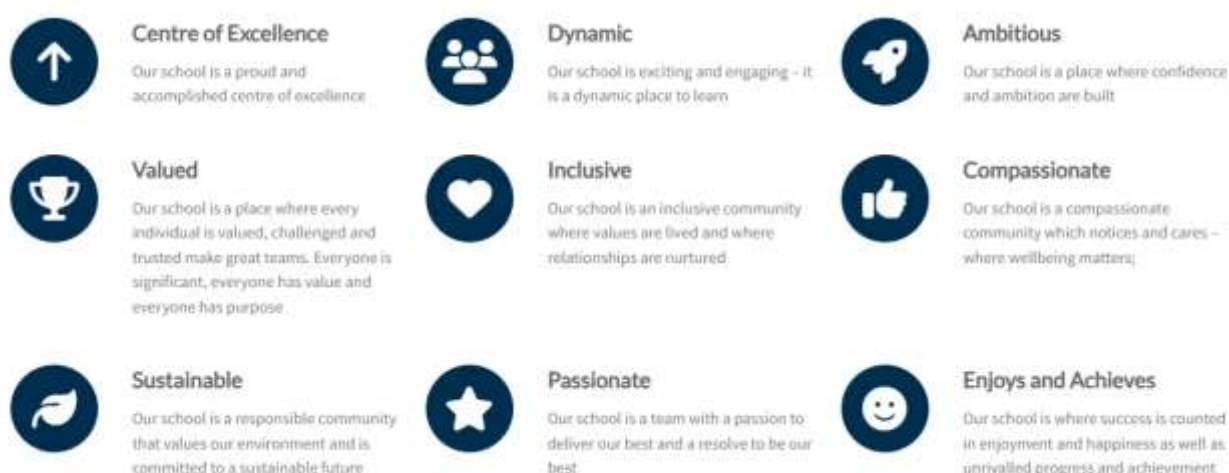 Centre of Excellence
Our school is a proud and
accomplished centre of excellence
Dynamic
Our school is exciting and engaging – it
is a dynamic place to learn
Ambitious
Our school is a place where confidence
and ambition are built
Valued
Our school is a place where every
individual is valued, challenged and
trusted make great teams. Everyone is
significant, everyone has value and
everyone has purpose
Inclusive
Our school is an inclusive community
where values are lived and where
relationships are nurtured
Compassionate
Our school is a compassionate
community which notices and cares –
where wellbeing matters;
Sustainable
Our school is a responsible community
that values our environment and is
committed to a sustainable future
Passionate
Our school is a team with a passion to
deliver our best and a resolve to be our
best
Enjoys and Achieves
Our school is where success is counted
in enjoyment and happiness as well as
unrivalled progress and achievement